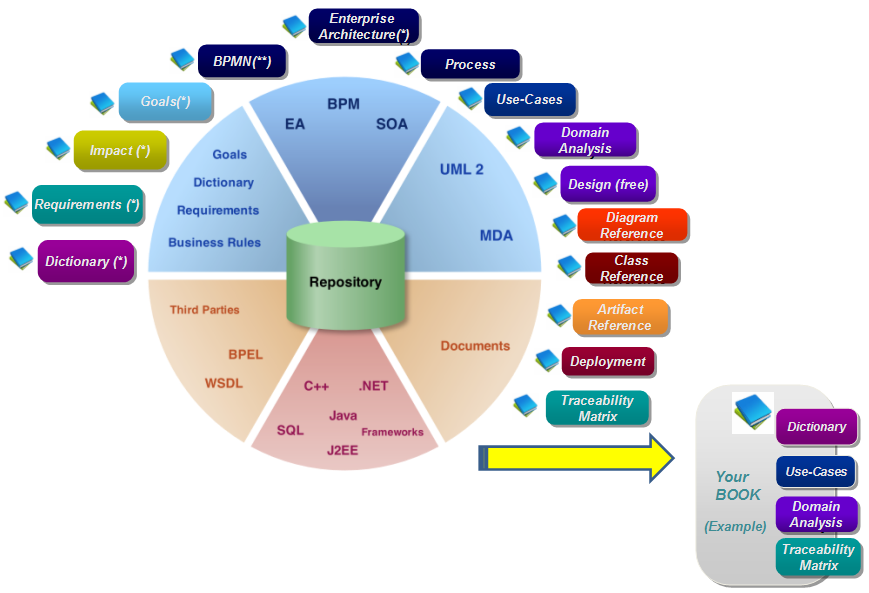 Enterprise
Architecture(*)
BPMN(**)
Process
Goals(*)
Use-Cases
Impact (*)
Domain
Analysis
Requirements (*)
Design (free)
Dictionary (*)
Diagram
Reference
Class
Reference
Artifact
Reference
Deployment
Traceability
Matrix
BPM
EA
SOA
Goals
Dictionary
Requirements
Business Rules
UML 2
MDA
Repository
Third Parties
BPEL
WSDL
Documents
C++
.NET
Java
SQL
Frameworks
J2EE
Your
BOOK
(Example)
Dictionary
Use-Cases
Domain
Analysis
Traceability
Matrix